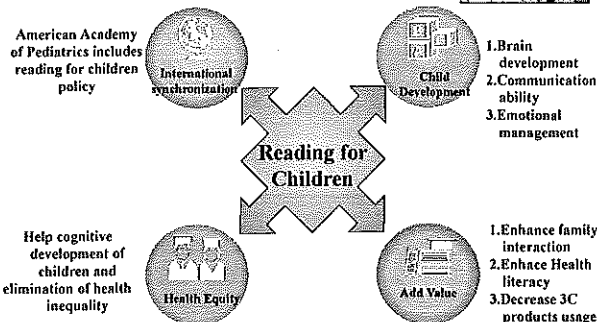 American Academy
of Pediatrics includes
reading for children
policy
International
synchronization
Child
Development
1.Brain
development
2.Communication
ability
3.Emotional
management
Reading for
Children
Help cognitive
development of
children and
elimination of health
inequality
Health Equity
Add Value
1.Enhance family
interaction
2.Enhace Health
literacy
3.Decrease 3C
products usage